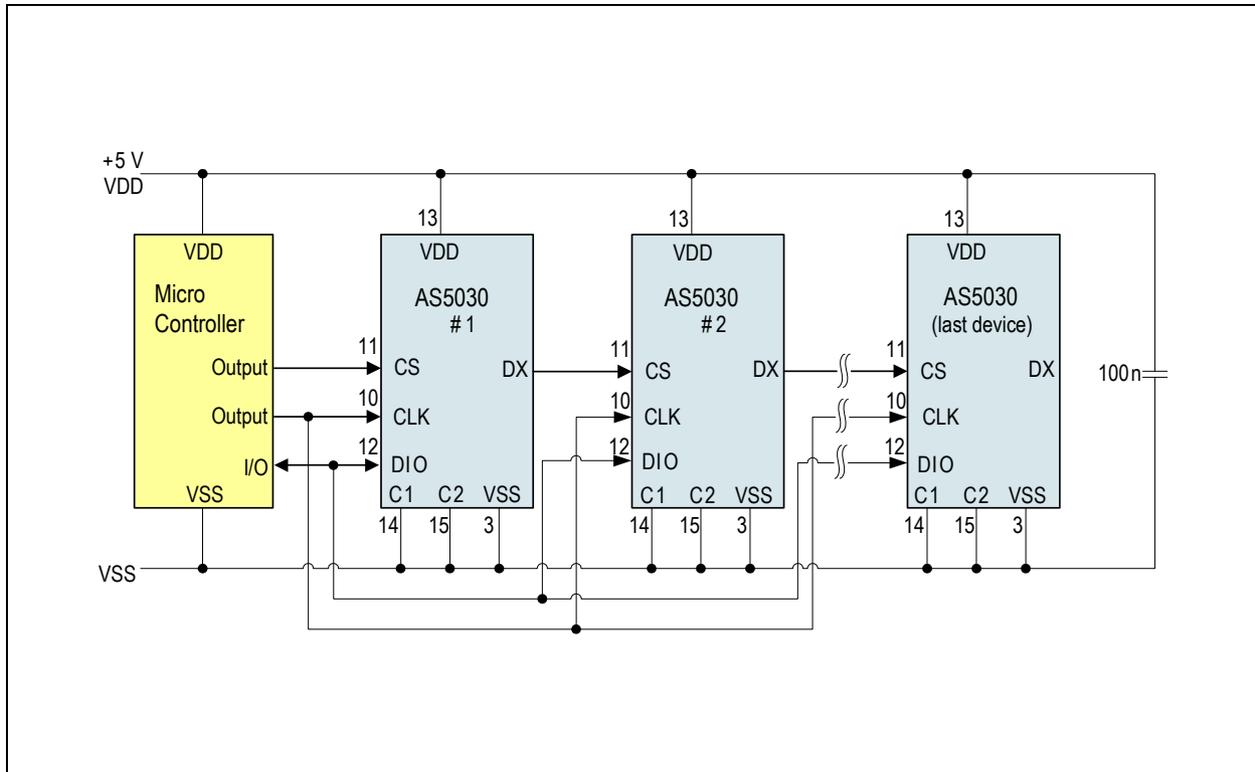 +5 V
VDD
13
13
13
VDD
VDD
VDD
VDD
Micro
Controller
AS5030
#1
AS5030
#2
AS5030
(last device)
Output
11
CS
DX
11
CS
DX
11
CS
DX
100n
Output
10
CLK
10
CLK
10
CLK
I/O
12
DIO
12
DIO
12
DIO
VSS
C1
C2
VSS
C1
C2
VSS
C1
C2
VSS
14
15
3
14
15
3
14
15
3
VSS